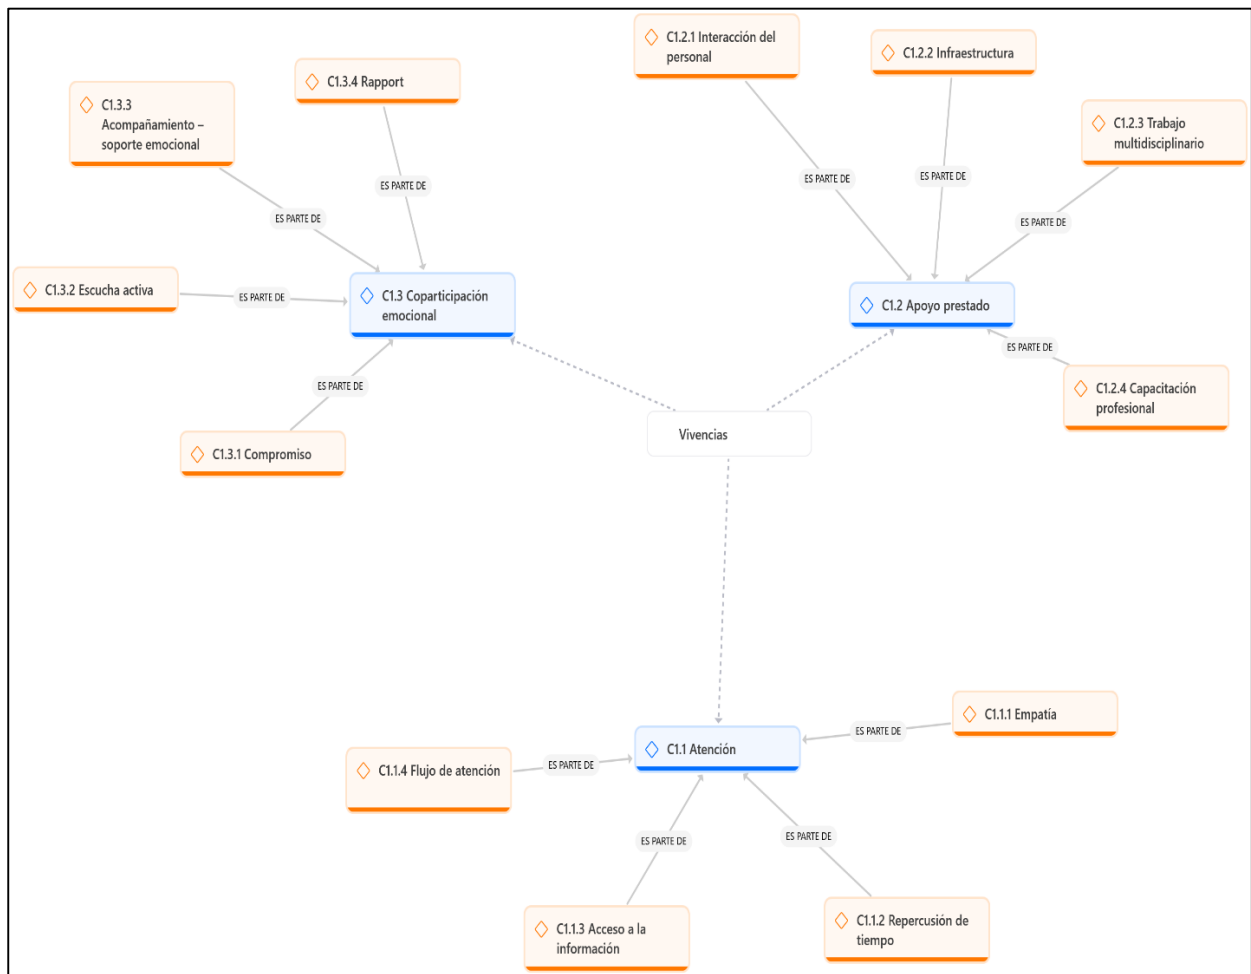 C1.2.1 Interacción del
personal
C1.2.2 Infraestructura
C1.3.4 Rapport
C1.3.3
Acompañamiento –
soporte emocional
C1.2.3 Trabajo
multidisciplinario
ES PARTE DE
ES PARTE DE
ES PARTE DE
ES PARTE DE
ES PARTE DE
C1.3.2 Escucha activa
ES PARTE DE
C1.3 Coparticipación
emocional
C1.2 Apoyo prestado
ES PARTE DE
ES PARTE DE
C1.2.4 Capacitación
profesional
Vivencias
C1.3.1 Compromiso
C1.1.1 Empatía
ES PARTE DE
C1.1 Atención
C1.1.4 Flujo de atención
ES PARTE DE
ES PARTE DE
ES PARTE DE
C1.1.3 Acceso a la
información
C1.1.2 Repercusión de
tiempo